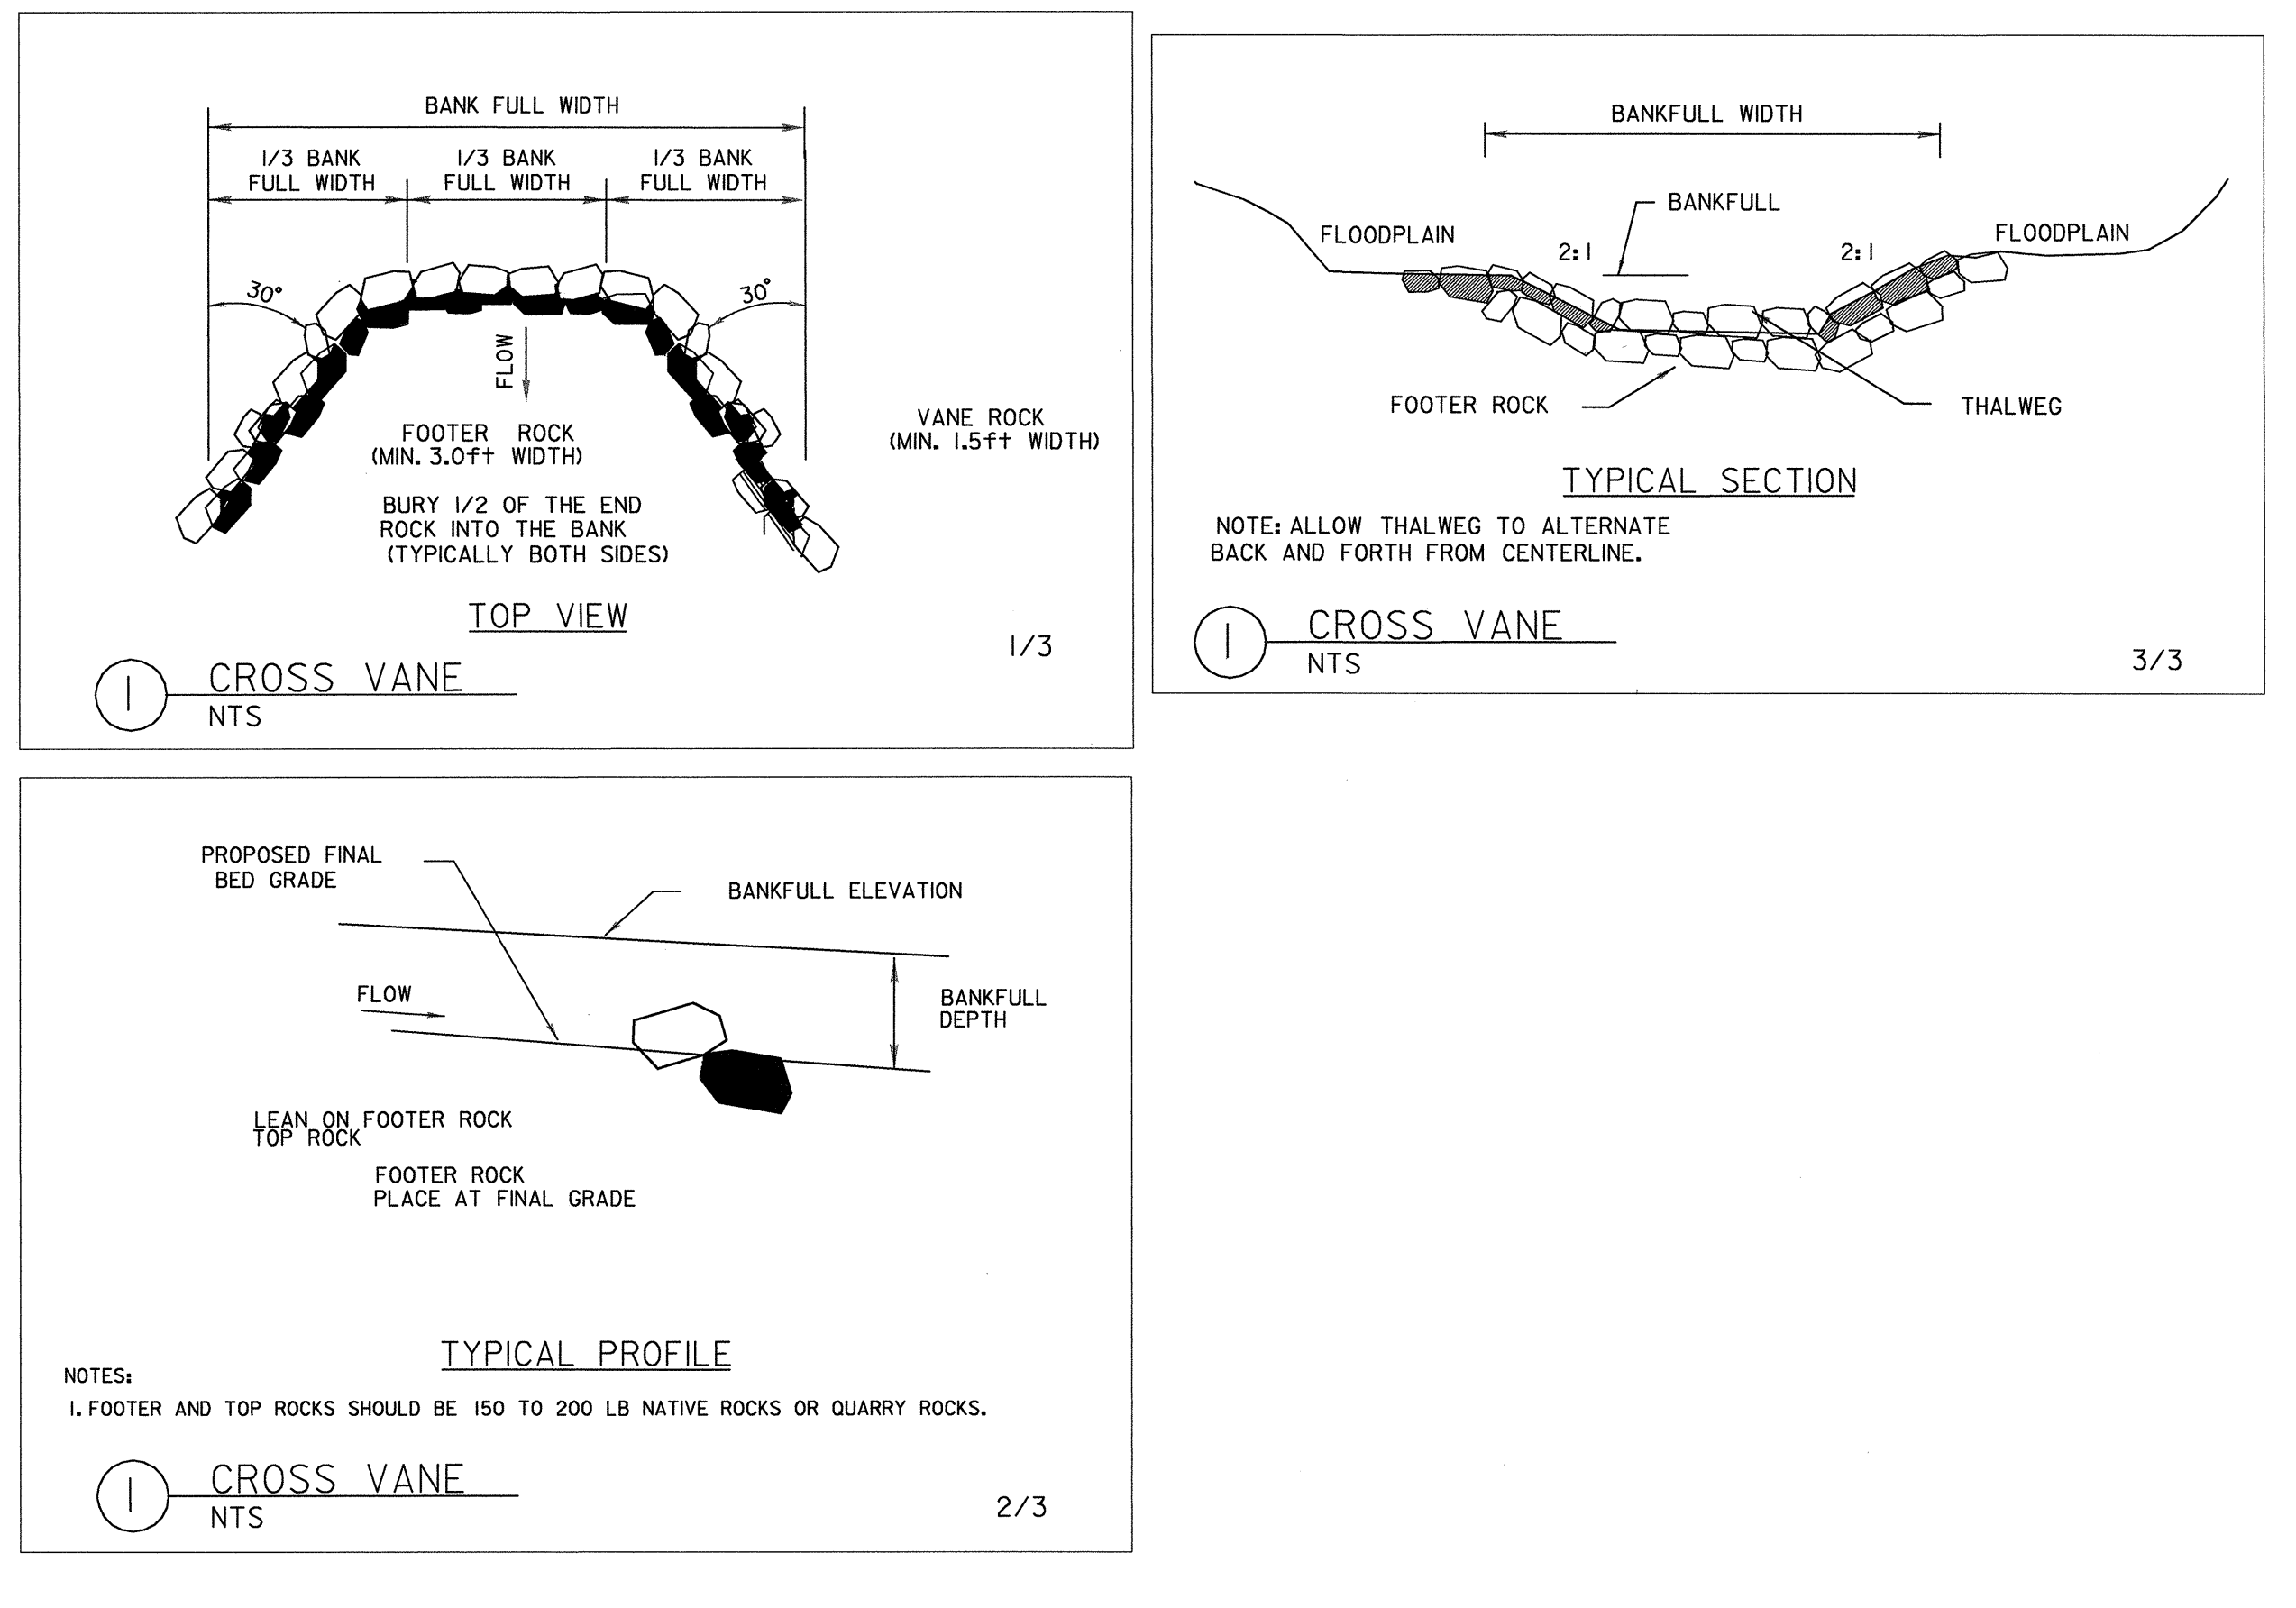 BANK FULL WIDTH
1/3 BANK
FULL WIDTH
1/3 BANK
FULL WIDTH
1/3 BANK
FULL WIDTH
30°
30°
FLOW
FOOTER ROCK
(MIN. 3.0ft WIDTH)
VANE ROCK
(MIN. 1.5ft WIDTH)
BURY 1/2 OF THE END
ROCK INTO THE BANK
(TYPICALLY BOTH SIDES)
TOP VIEW
1/3
1
CROSS VANE
NTS
BANKFULL WIDTH
BANKFULL
FLOODPLAIN
2:1
2:1
FLOODPLAIN
FOOTER ROCK
THALWEG
TYPICAL SECTION
NOTE: ALLOW THALWEG TO ALTERNATE
BACK AND FORTH FROM CENTERLINE.
1
CROSS VANE
NTS
3/3
PROPOSED FINAL
BED GRADE
BANKFULL ELEVATION
FLOW
BANKFULL
DEPTH
LEAN ON FOOTER ROCK
TOP ROCK
FOOTER ROCK
PLACE AT FINAL GRADE
TYPICAL PROFILE
NOTES:
1. FOOTER AND TOP ROCKS SHOULD BE 150 TO 200 LB NATIVE ROCKS OR QUARRY ROCKS.
1
CROSS VANE
NTS
2/3